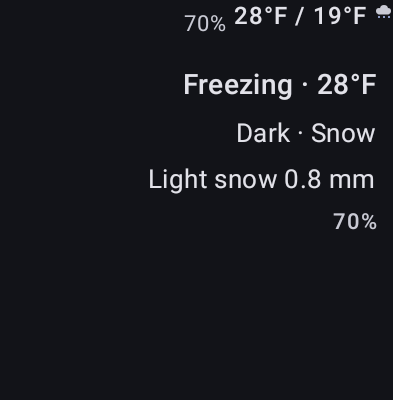 70% 28°F / 19°F
Freezing · 28°F
Dark · Snow
Light snow 0.8 mm
70%